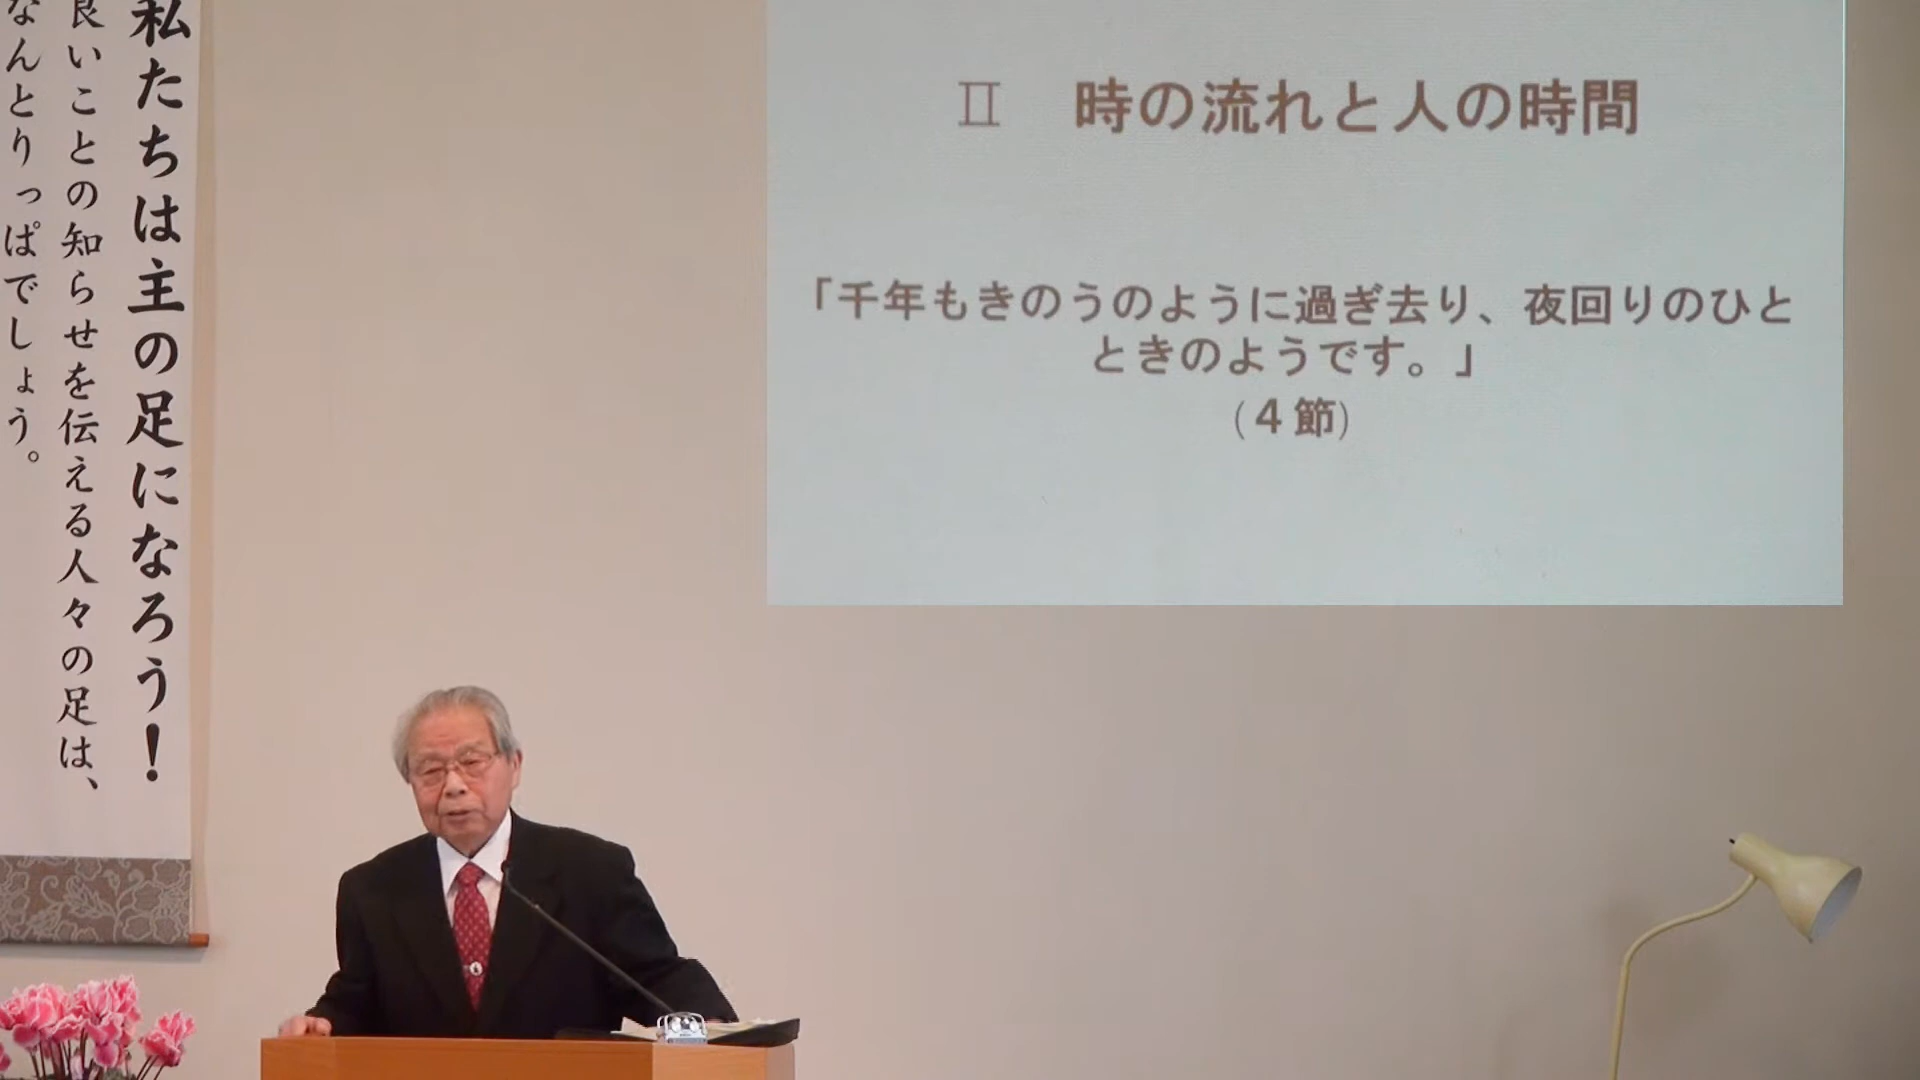 私たちは主の足になろう！
良いことの知らせを伝える人々の足は、
なんとりっぱでしょう。
Ⅱ　時の流れと人の時間
「千年もきのうのように過ぎ去り、夜回りのひと
ときのようです。」
(４節)